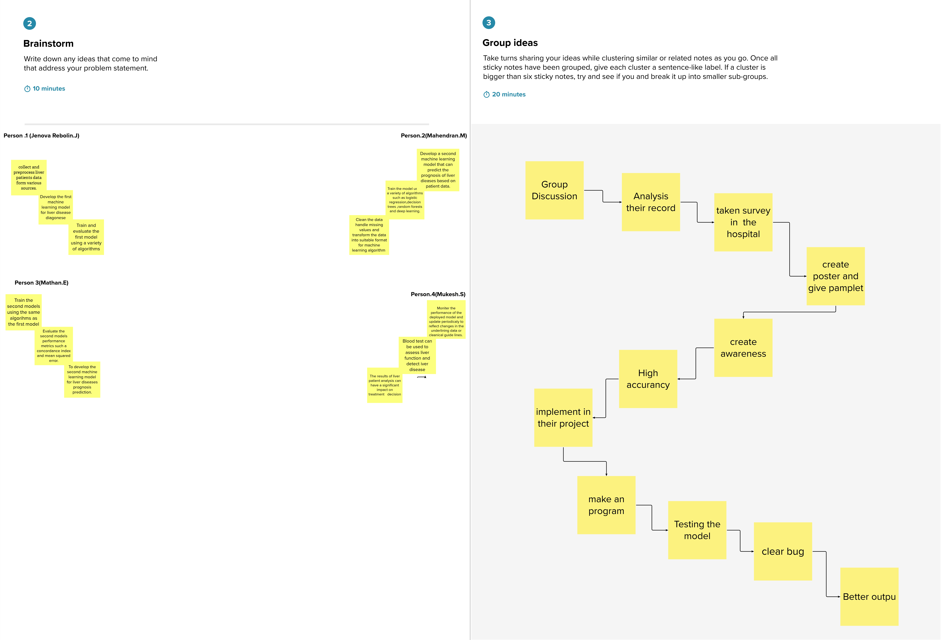 2
Brainstorm
Write down any ideas that come to mind
that address your problem statement.
10 minutes
Person .1 (Jenova Rebolin.J)
collect and
preprocess liver
patients data
form various
sources
Develop the first
machine
learning model
for liver disease
diagonese
Train and
evaluate the
first model
using a variety
of algorithms
Person.2(Mahendran.M)
Develop a second
machine learning
model that can
predict the
prognosis of liver
diseases based on
patient data.
Train the model in
a variety of algorithms
such as logistic
regression,decision
trees ,random forests
and deep learning.
Clean the data
handle missing
values and
transform the data
into suitable format
for machine
learning algorithm
Person 3(Mathan.E)
Train the
second models
using the same
algorithms as
the first model
Evaluate the
second models
performance
metrics such a
concordance index
and mean squared
error.
To develop the
second machine
learning model
for liver diseases
prognosis
prediction
Person.4(Mukesh.S)
Moniter the
performance of the
deployed model and
update periodicaly to
reflect changes in the
underlining data or
cleanical guide lines.
Blood test can
be used to
assess liver
function and
detect iver
disease
The results of liver
patient analysis can
have a significant
impact on
treatment decision
3
Group ideas
Take turns sharing your ideas while clustering similar or related notes as you go. Once all
sticky notes have been grouped, give each cluster a sentence-like label. If a cluster is
bigger than six sticky notes, try and see if you and break it up into smaller sub-groups.
20 minutes
Group
Discussion
Analysis
their record
taken survey
in the
hospital
create
poster and
give pamplet
create
awareness
High
accurancy
implement in
their project
make an
program
Testing the
model
clear bug
Better outpu